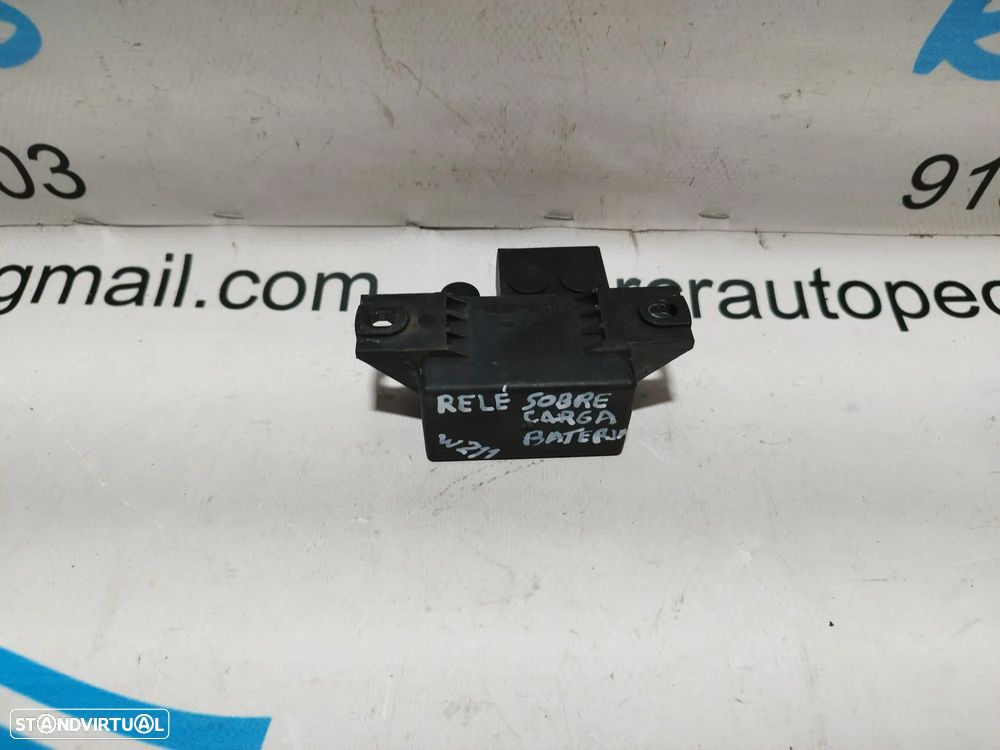 03
91
gmail.com
rerautopec
RELÉ SOBRE
CARGA
W211 BATERIA
STANDVIRTUAL